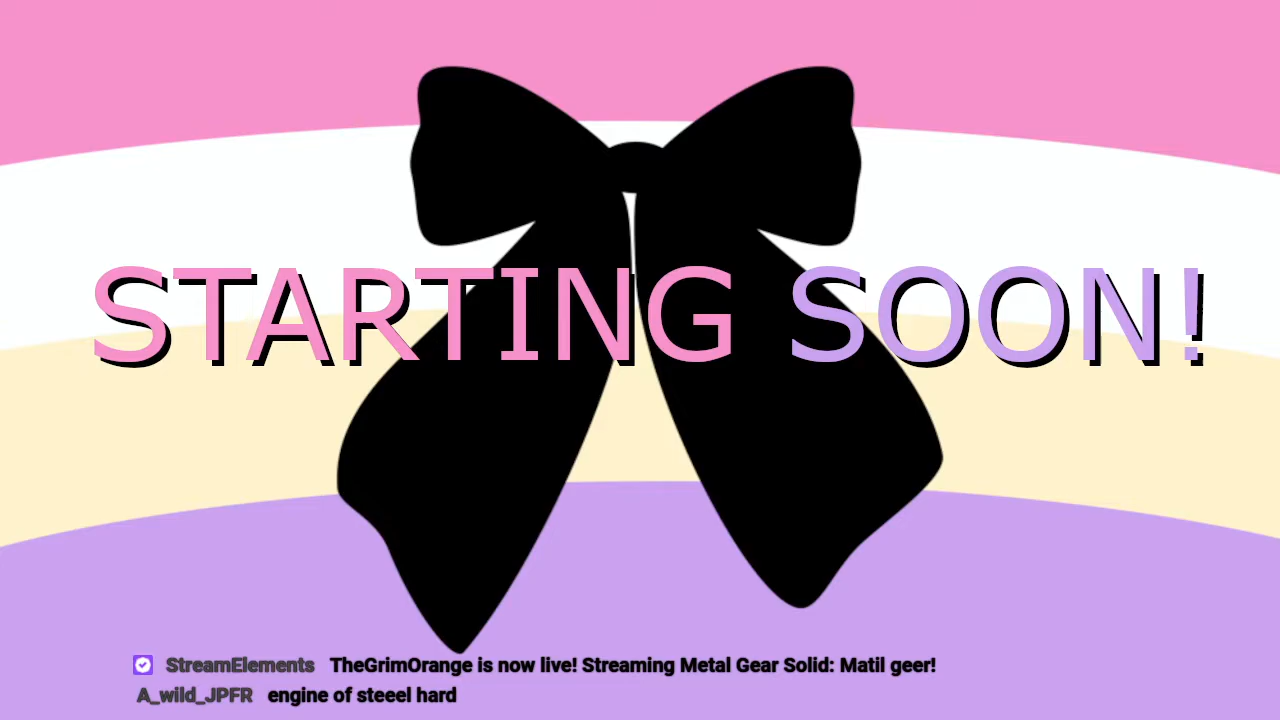 STARTING SOON!
StreamElements TheGrimOrange is now live! Streaming Metal Gear Solid: Matil geer!
A_wild_JPFR engine of steeel hard